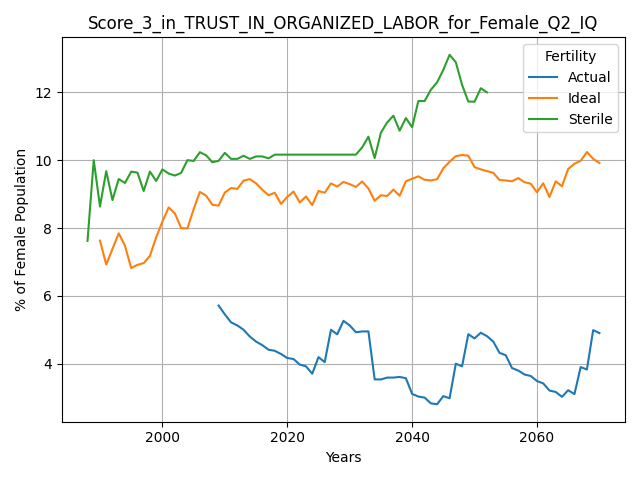 Score_3_in_TRUST_IN_ORGANIZED_LABOR_for_Female_Q2_IQ
Fertility
Actual
Ideal
Sterile
% of Female Population
12
10
8
6
4
2000
2020
2040
2060
Years